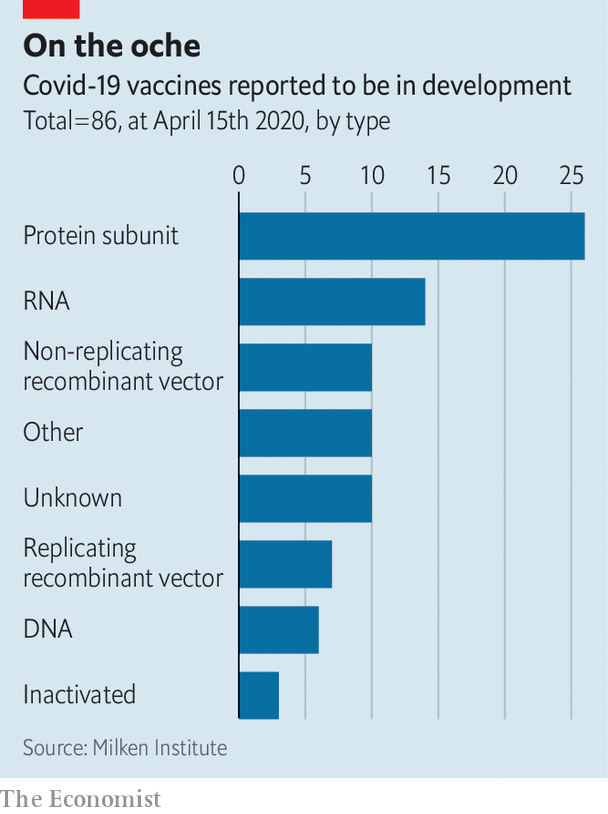 On the oche
Covid-19 vaccines reported to be in development
Total=86, at April 15th 2020, by type
0 5 10 15 20 25
Protein subunit
RNA
Non-replicating
recombinant vector
Other
Unknown
Replicating
recombinant vector
DNA
Inactivated
Source: Milken Institute
The Economist